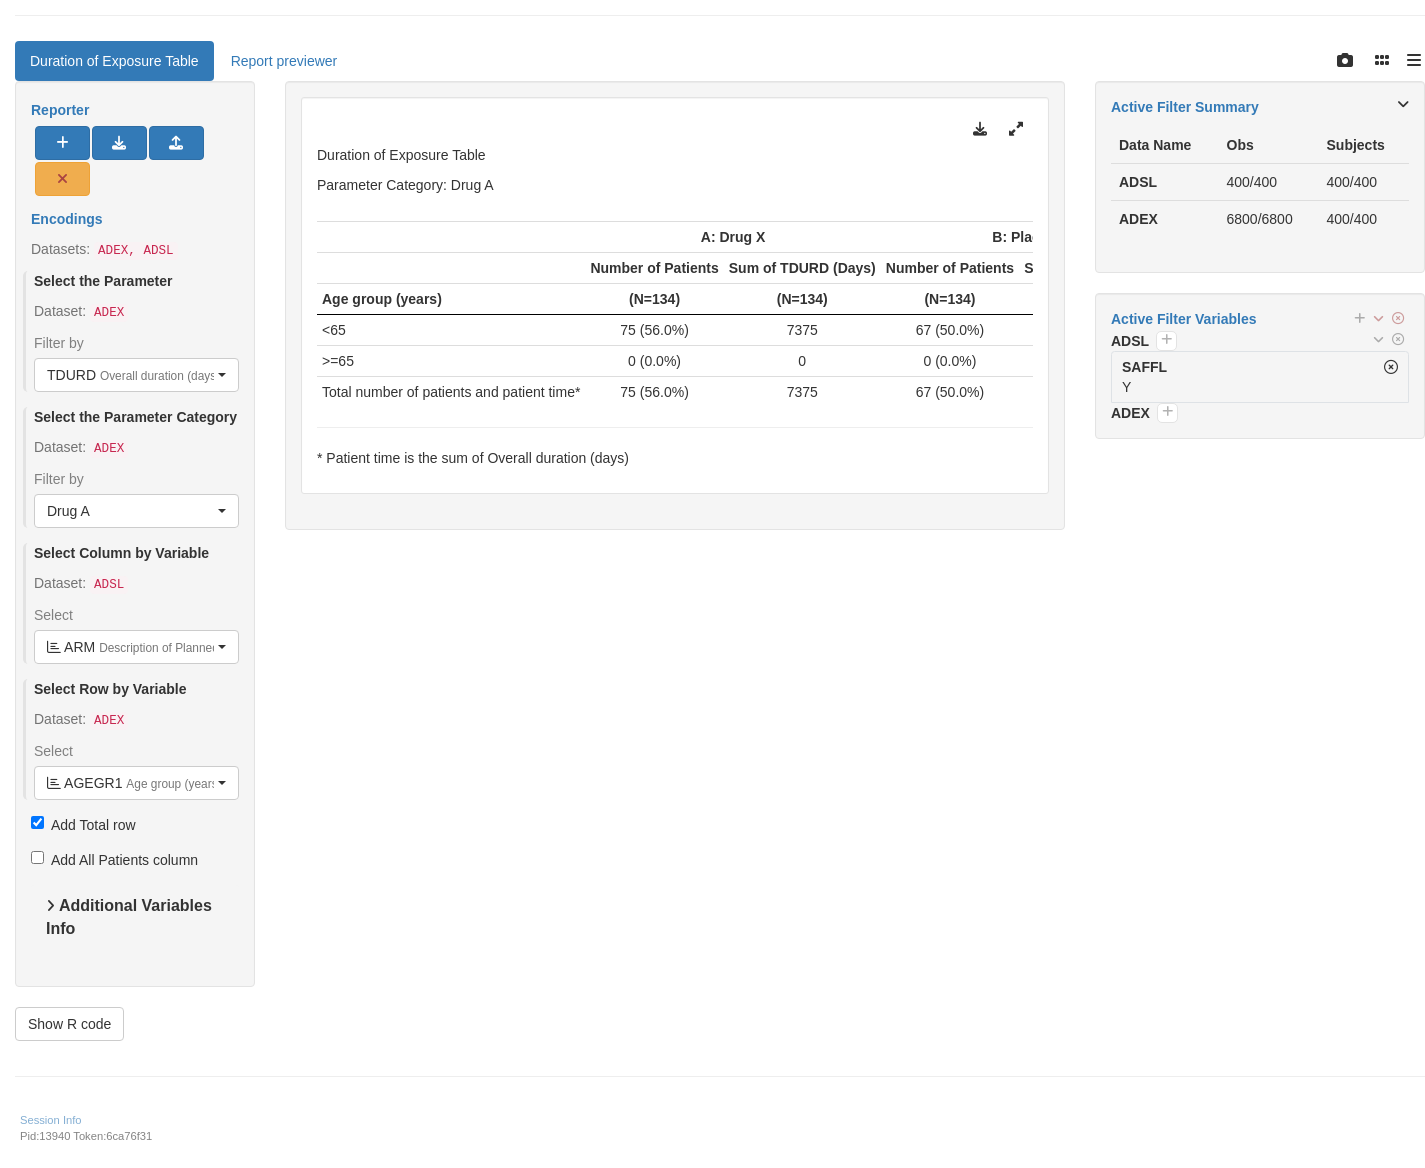 Duration of Exposure Table
Report previewer
Reporter
Encodings
Datasets: ADEX, ADSL
Select the Parameter
Dataset: ADEX
Filter by
TDURD Overall duration (days
Select the Parameter Category
Dataset: ADEX
Filter by
Drug A
Select Column by Variable
Dataset: ADSL
Select
ARM Description of Planned
Select Row by Variable
Dataset: ADEX
Select
AGEGR1 Age group (years
Add Total row
Add All Patients column
Additional Variables
Info
Show R code
Duration of Exposure Table
Parameter Category: Drug A
A: Drug X B: Pla
Number of Patients Sum of TDURD (Days) Number of Patients S
Age group (years) (N=134) (N=134) (N=134)
<65 75 (56.0%) 7375 67 (50.0%)
>=65 0 (0.0%) 0 0 (0.0%)
Total number of patients and patient time* 75 (56.0%) 7375 67 (50.0%)
* Patient time is the sum of Overall duration (days)
Active Filter Summary
Data Name Obs Subjects
ADSL 400/400 400/400
ADEX 6800/6800 400/400
Active Filter Variables
ADSL
SAFFL
Y
ADEX
Session Info
Pid:13940 Token:6ca76f31